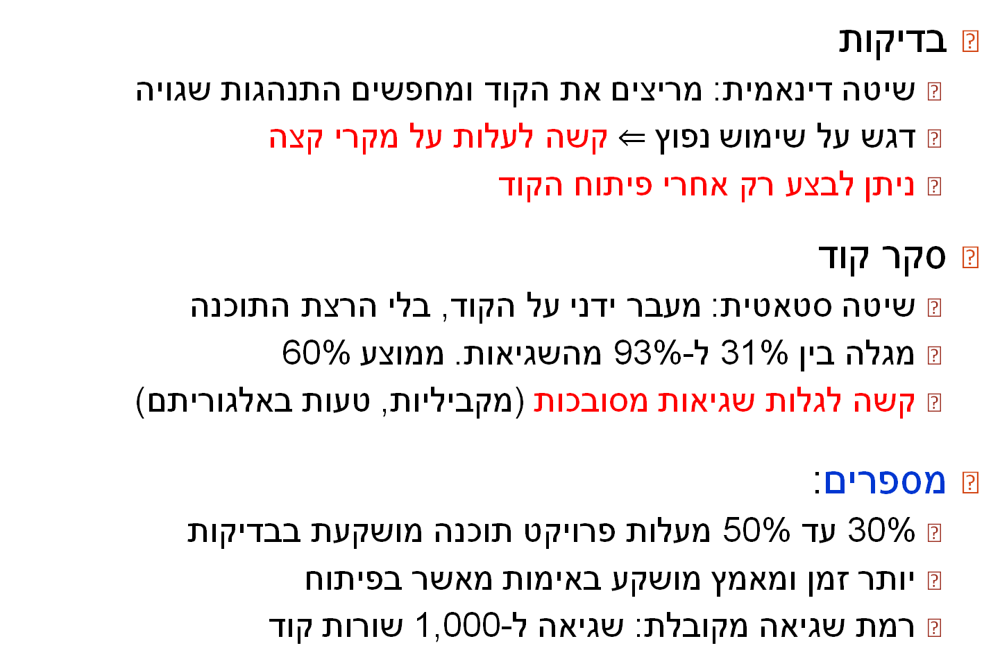 בדיקות
שיטה דינאמית: מריצים את הקוד ומחפשים התנהגות שגויה
דגש על שימוש נפוץ ⇐ קשה לעלות על מקרי קצה
ניתן לבצע רק אחרי פיתוח הקוד
סקר קוד
שיטה סטאטית: מעבר ידני על הקוד, בלי הרצת התוכנה
מגלה בין 31% ל-93% מהשגיאות. ממוצע 60%
קשה לגלות שגיאות מסובכות (מקביליות, טעות באלגוריתם)
מספרים:
30% עד 50% מעלות פרויקט תוכנה מושקעת בבדיקות
יותר זמן ומאמץ מושקע באימות מאשר בפיתוח
רמת שגיאה מקובלת: שגיאה ל-1,000 שורות קוד